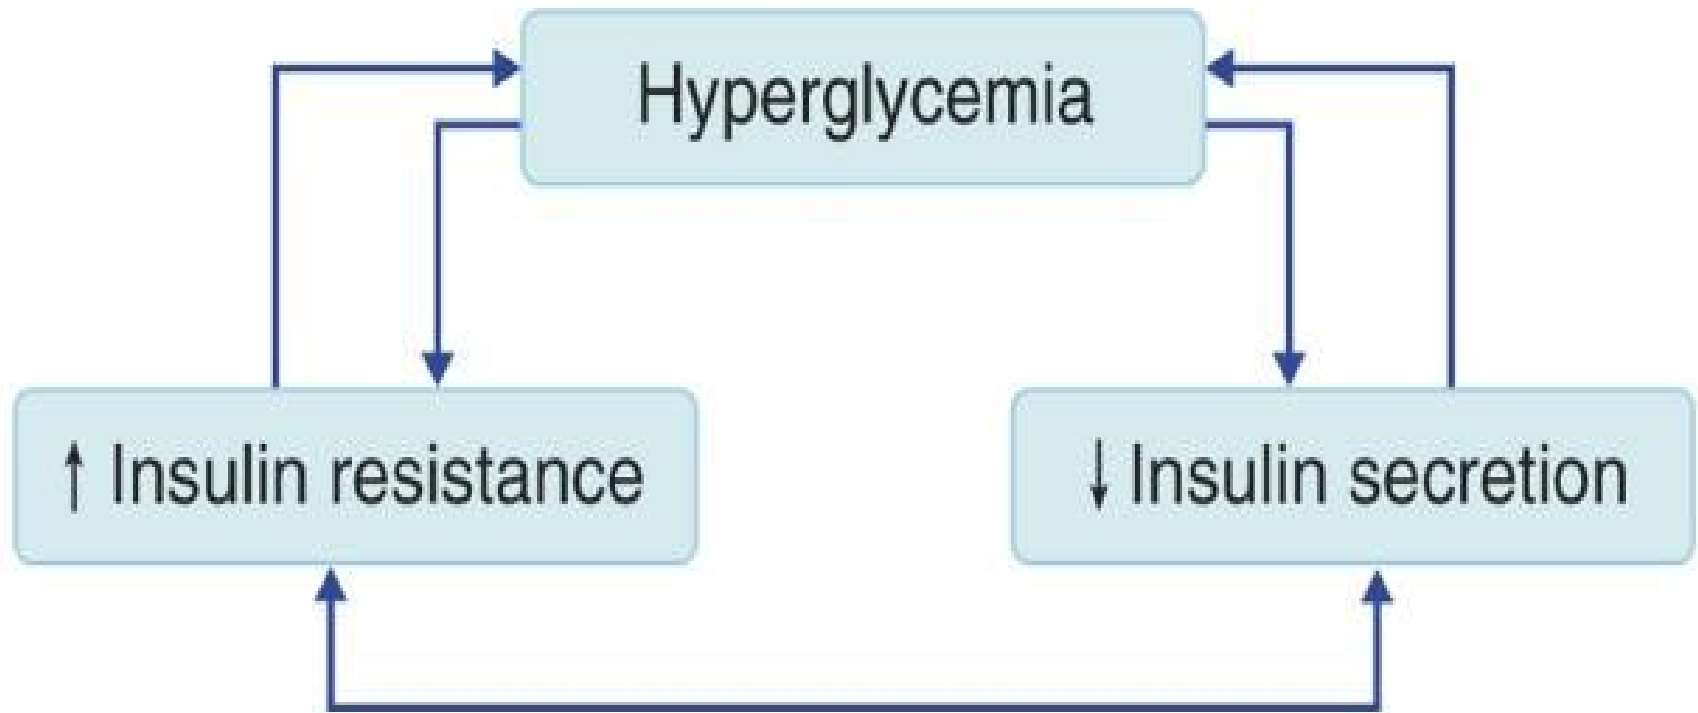 Hyperglycemia
↑ Insulin resistance
↓ Insulin secretion